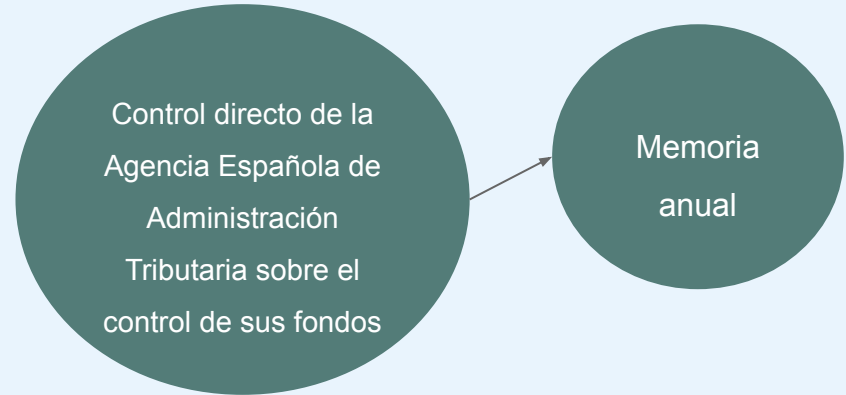 Control directo de la
Agencia Española de
Administración
Tributaria sobre el
control de sus fondos
Memoria
anual